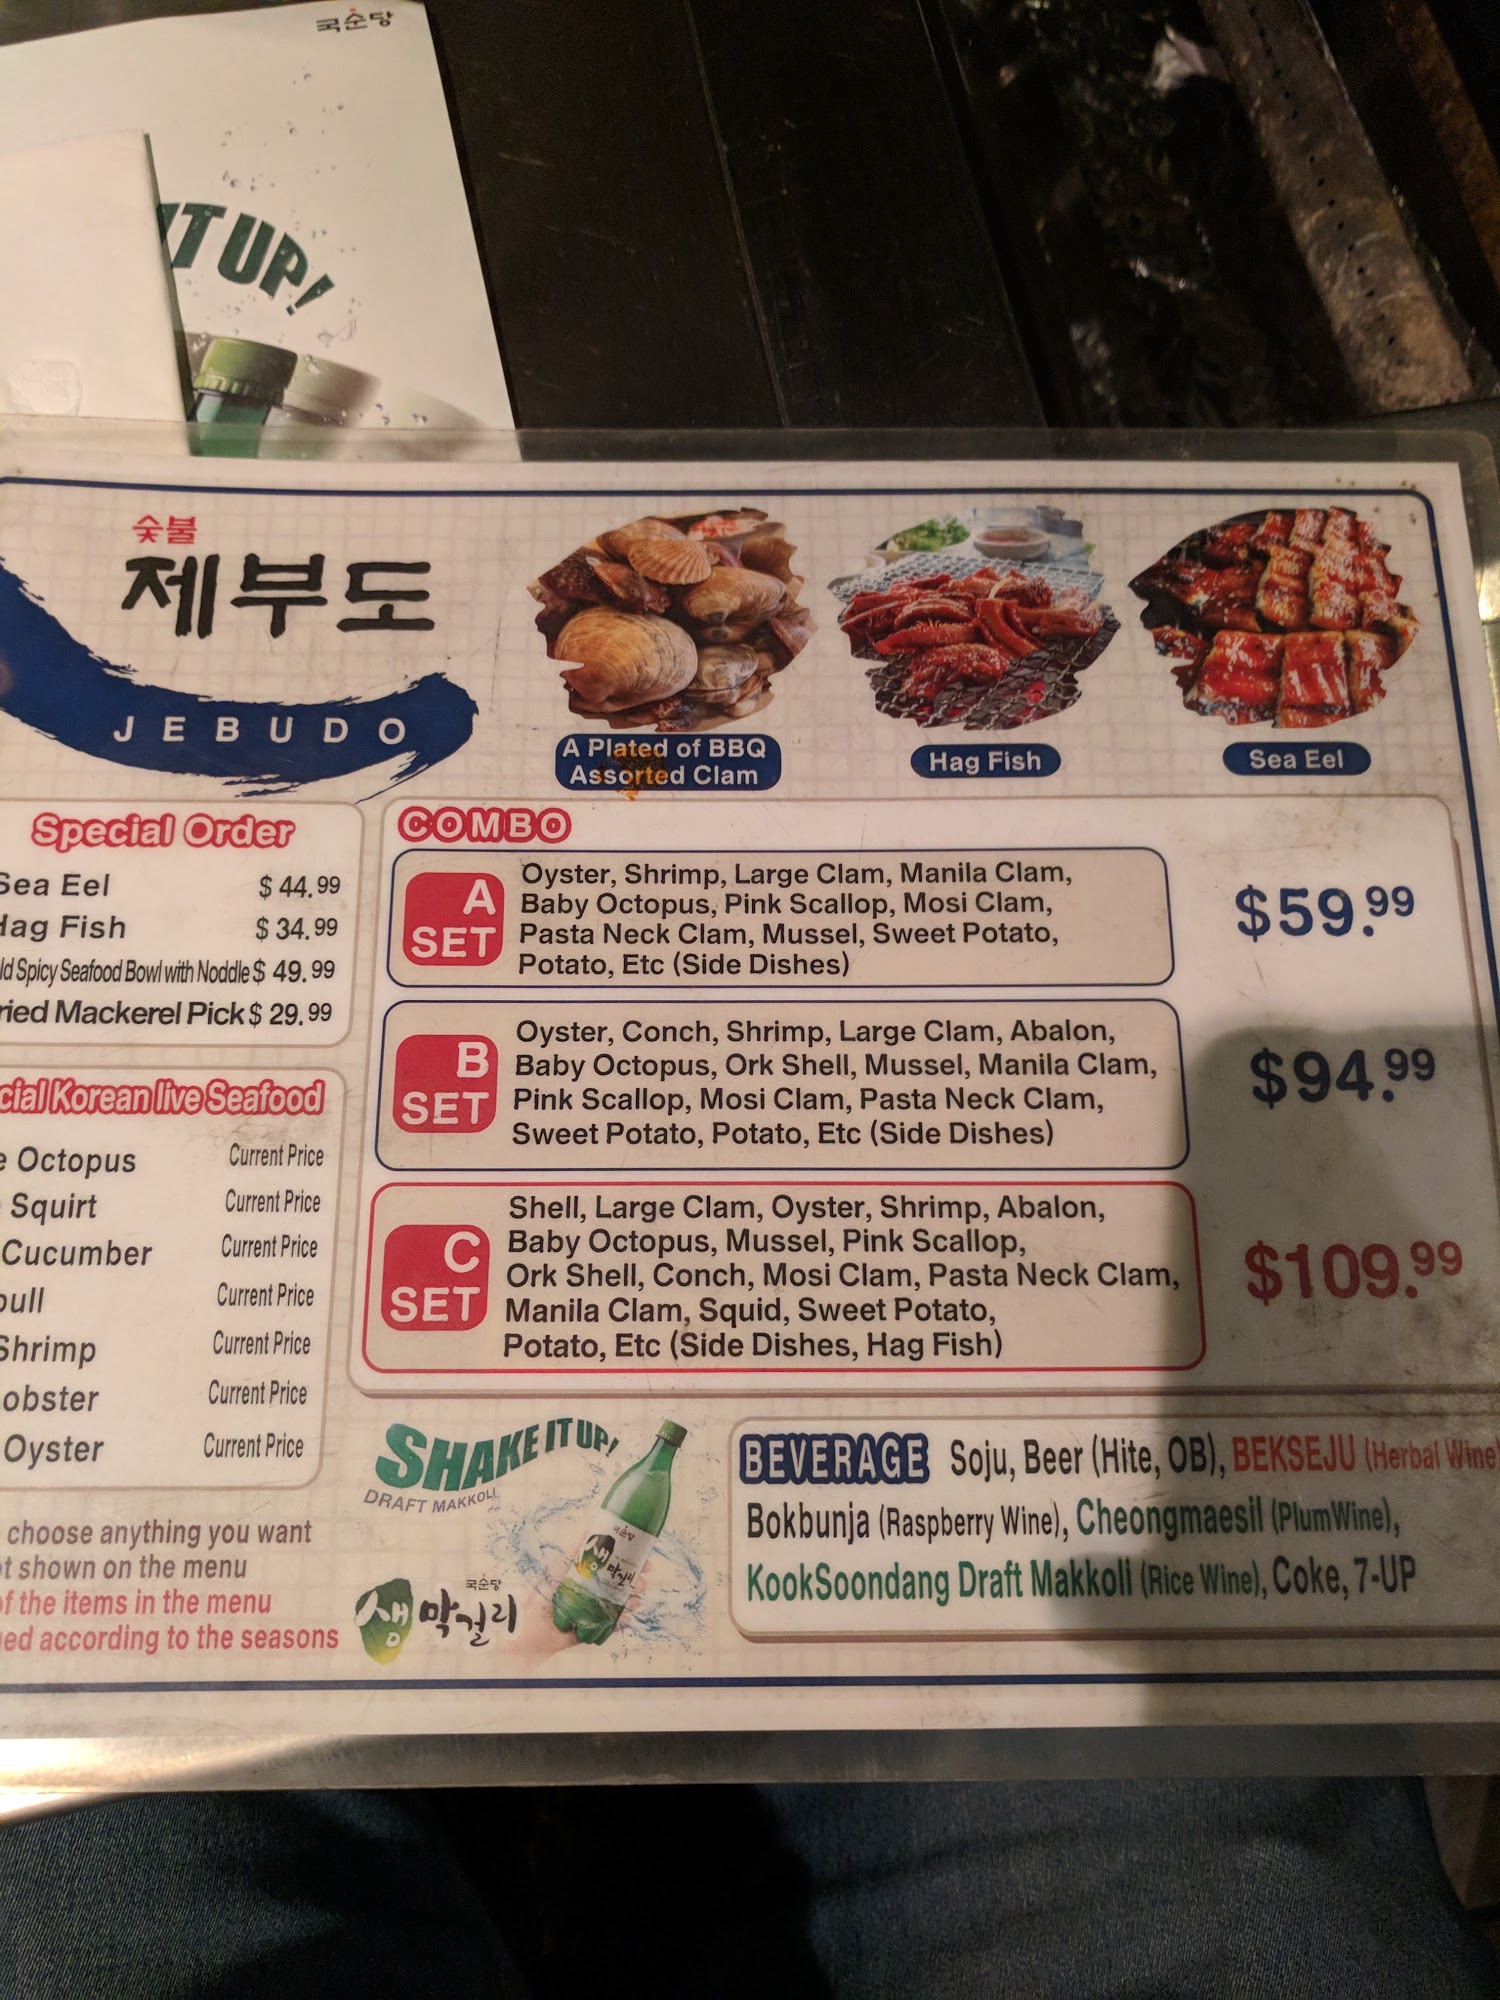 국순당
IT UP!
숯불
제부도
JEBUDO
A Plated of BBQ
Assorted Clam
Hag Fish
Sea Eel
Special Order
Sea Eel $ 44.99
Hag Fish $ 34.99
Spicy Seafood Bowl with Noddle $ 49.99
Mackerel Pick $ 29.99
Korean live Seafood
Octopus Current Price
Squirt Current Price
Cucumber Current Price
Current Price
Shrimp Current Price
Current Price
Oyster Current Price
choose anything you want
shown on the menu
of the items in the menu
according to the seasons
COMBO
A
SET
Oyster, Shrimp, Large Clam, Manila Clam,
Baby Octopus, Pink Scallop, Mosi Clam,
Pasta Neck Clam, Mussel, Sweet Potato,
Potato, Etc (Side Dishes)
$59.99
B
SET
Oyster, Conch, Shrimp, Large Clam, Abalon,
Baby Octopus, Ork Shell, Mussel, Manila Clam,
Pink Scallop, Mosi Clam, Pasta Neck Clam,
Sweet Potato, Potato, Etc (Side Dishes)
$94.99
C
SET
Shell, Large Clam, Oyster, Shrimp, Abalon,
Baby Octopus, Mussel, Pink Scallop,
Ork Shell, Conch, Mosi Clam, Pasta Neck Clam,
Manila Clam, Squid, Sweet Potato,
Potato, Etc (Side Dishes, Hag Fish)
$109.99
SHAKE IT UP!
DRAFT MAKKOLI
국순당
생막걸리
국순당
생막걸리
BEVERAGE Soju, Beer (Hite, OB), BEKSEJU (Herbal Wine)
Bokbunja (Raspberry Wine), Cheongmaesil (PlumWine),
KookSoondang Draft Makkoli (Rice Wine), Coke, 7-UP